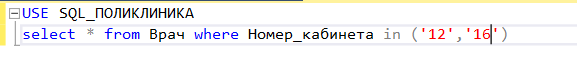 USE SQL_ПОЛИКЛИНИКА
select * from Врач where Номер_кабинета in ('12','16')